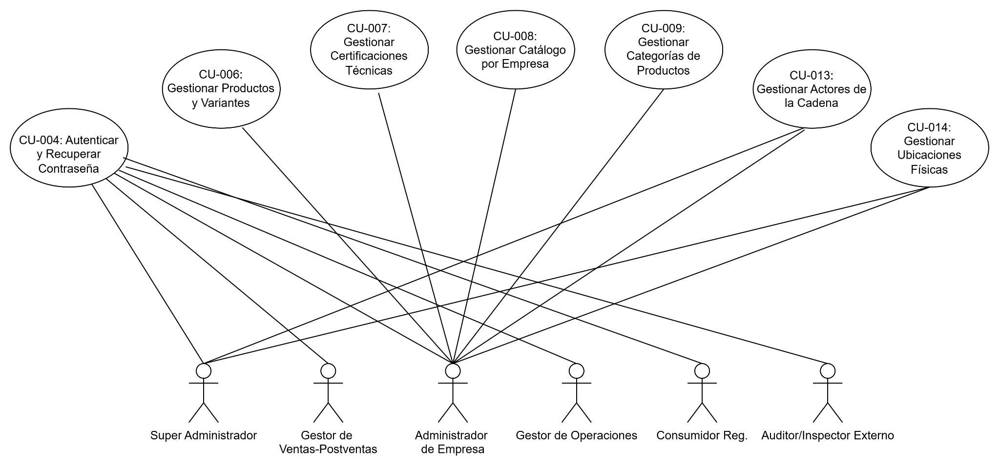 CU-004: Autenticar
y Recuperar
Contraseña
CU-006:
Gestionar Productos
y Variantes
CU-007:
Gestionar
Certificaciones
Técnicas
CU-008:
Gestionar Catálogo
por Empresa
CU-009:
Gestionar
Categorías de
Productos
CU-013:
Gestionar Actores de
la Cadena
CU-014:
Gestionar
Ubicaciones
Físicas
Super Administrador
Gestor de
Ventas-Postventas
Administrador
de Empresa
Gestor de Operaciones
Consumidor Reg.
Auditor/Inspector Externo